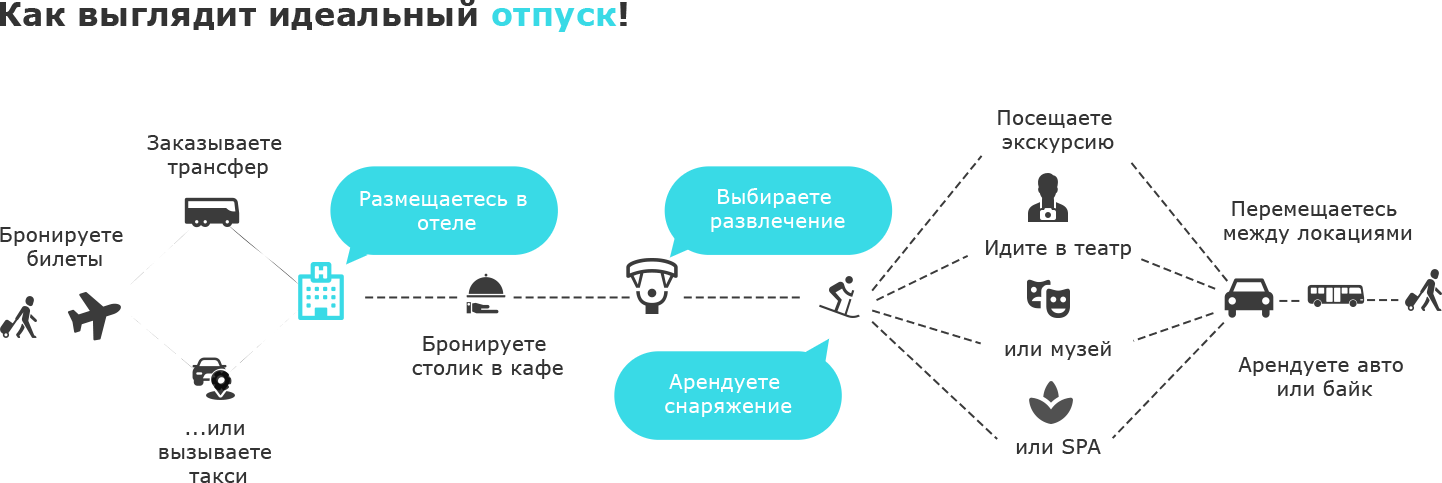 Как выглядит идеальный отпуск!
Бронируете
билеты
Заказываете
трансфер
...или
вызываете
такси
Размещаетесь в
отеле
H
Бронируете
столик в кафе
Выбираете
развлечение
Арендуете
снаряжение
Посещаете
экскурсию
Идите в театр
или музей
или SPA
Перемещаетесь
между локациями
Арендуете авто
или байк